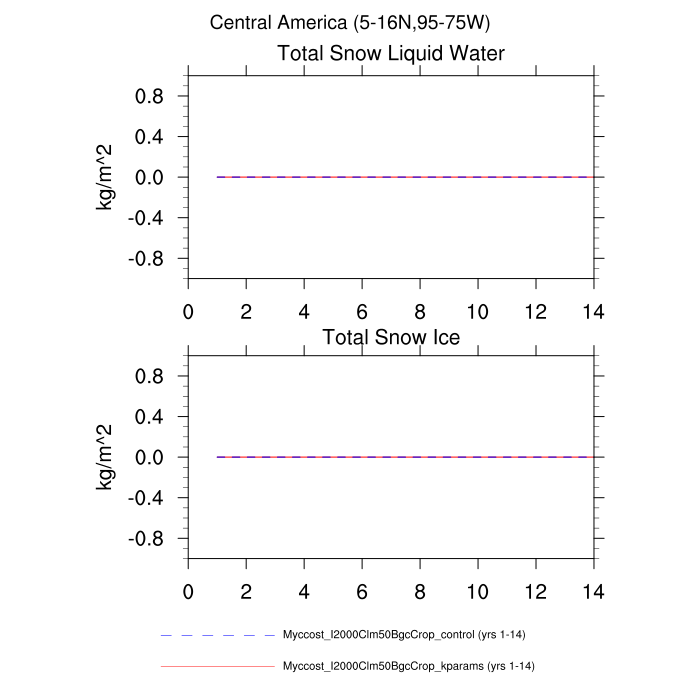 Central America (5-16N,95-75W)
Total Snow Liquid Water
kg/m^2
0.8
0.4
0.0
-0.4
-0.8
0 2 4 6 8 10 12 14
Total Snow Ice
kg/m^2
0.8
0.4
0.0
-0.4
-0.8
0 2 4 6 8 10 12 14
Myccost_I2000Clm50BgcCrop_control (yrs 1-14)
Myccost_I2000Clm50BgcCrop_kparams (yrs 1-14)